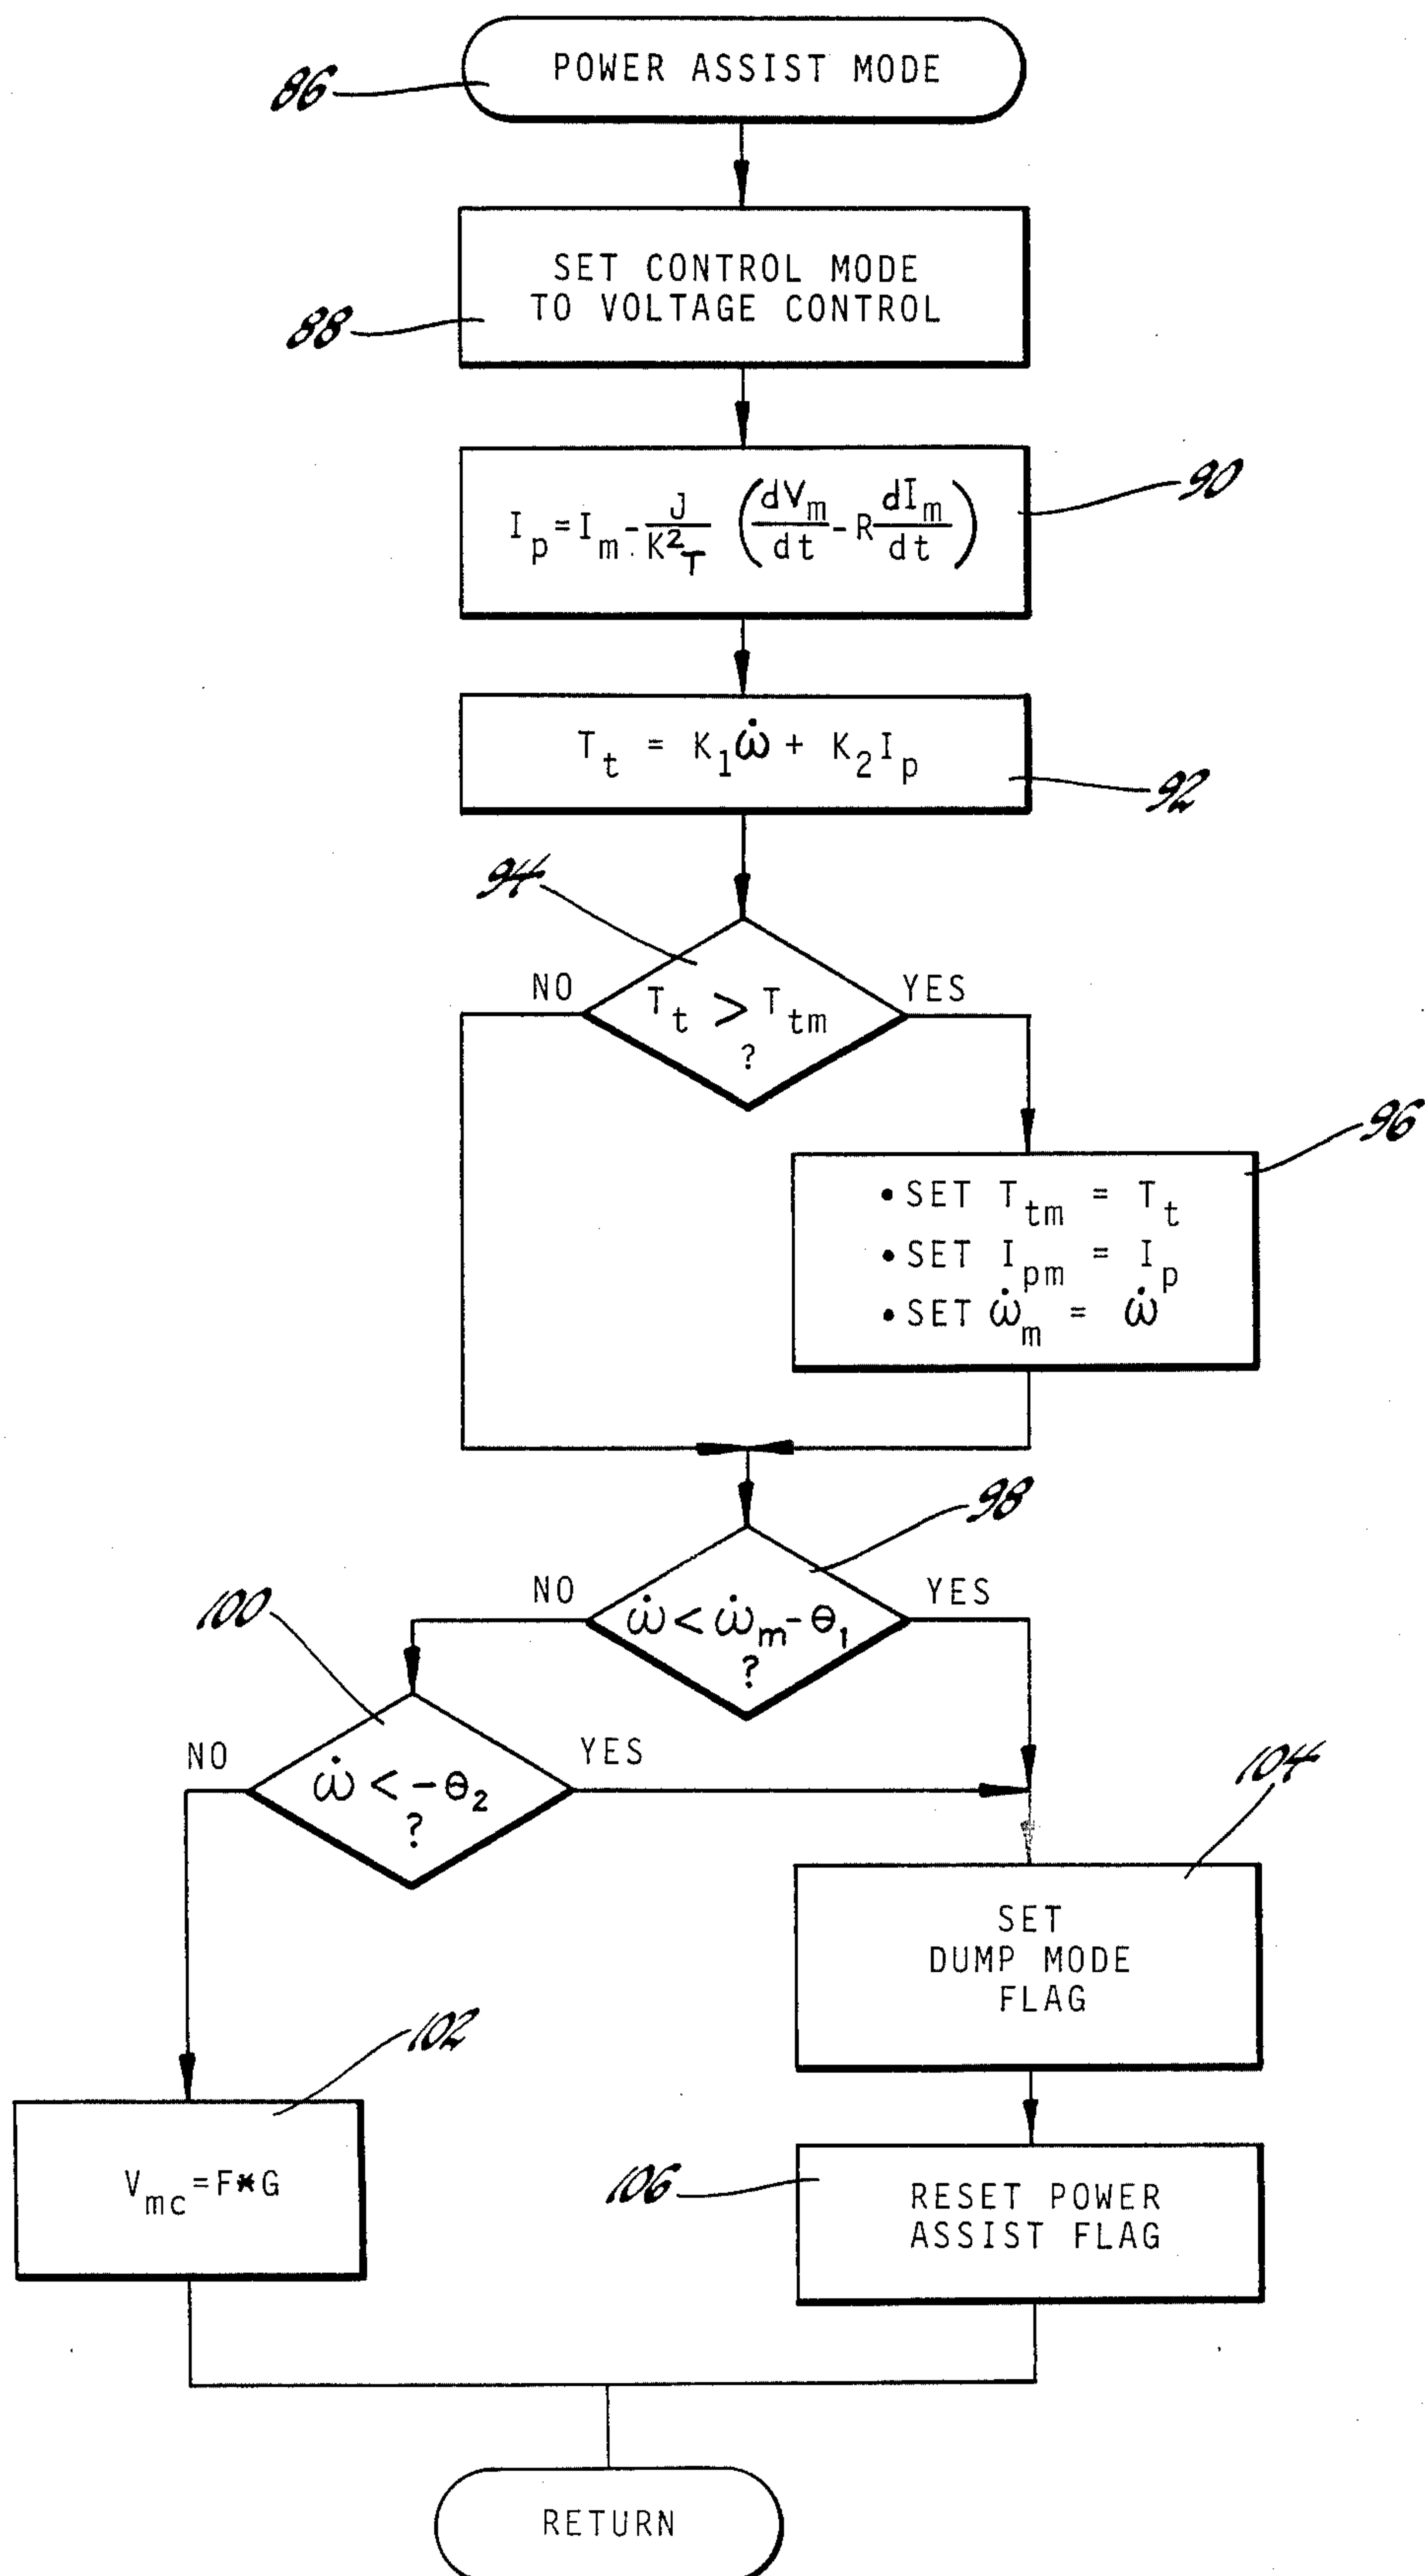 POWER ASSIST MODE
86
SET CONTROL MODE
TO VOLTAGE CONTROL
88
90
I_p = I_m - J/K²_T (dV_m/dt - R dI_m/dt)
T_t = K_1 ω̇ + K_2 I_p
92
94
NO
YES
T_t > T_tm
?
96
• SET T_tm = T_t
• SET I_pm = I_p
• SET ω̇_m = ω̇
98
NO
YES
ω̇ < ω̇_m - θ_1
?
100
NO
YES
ω̇ < - θ_2
?
104
SET
DUMP MODE
FLAG
102
V_mc = F*G
106
RESET POWER
ASSIST FLAG
RETURN